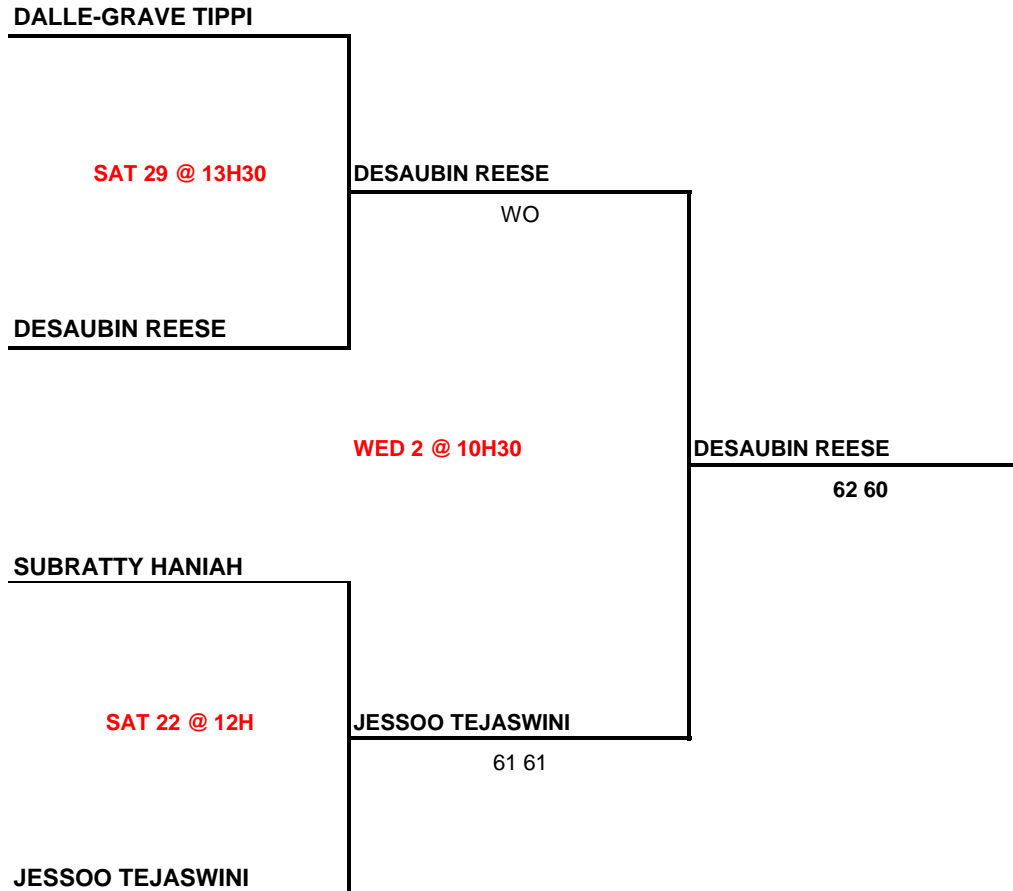 DALLE-GRAVE TIPPI
SAT 29 @ 13H30
DESAUBIN REESE
WO
DESAUBIN REESE
WED 2 @ 10H30
DESAUBIN REESE
62 60
SUBRATTY HANIAH
SAT 22 @ 12H
JESSOO TEJASWINI
61 61
JESSOO TEJASWINI